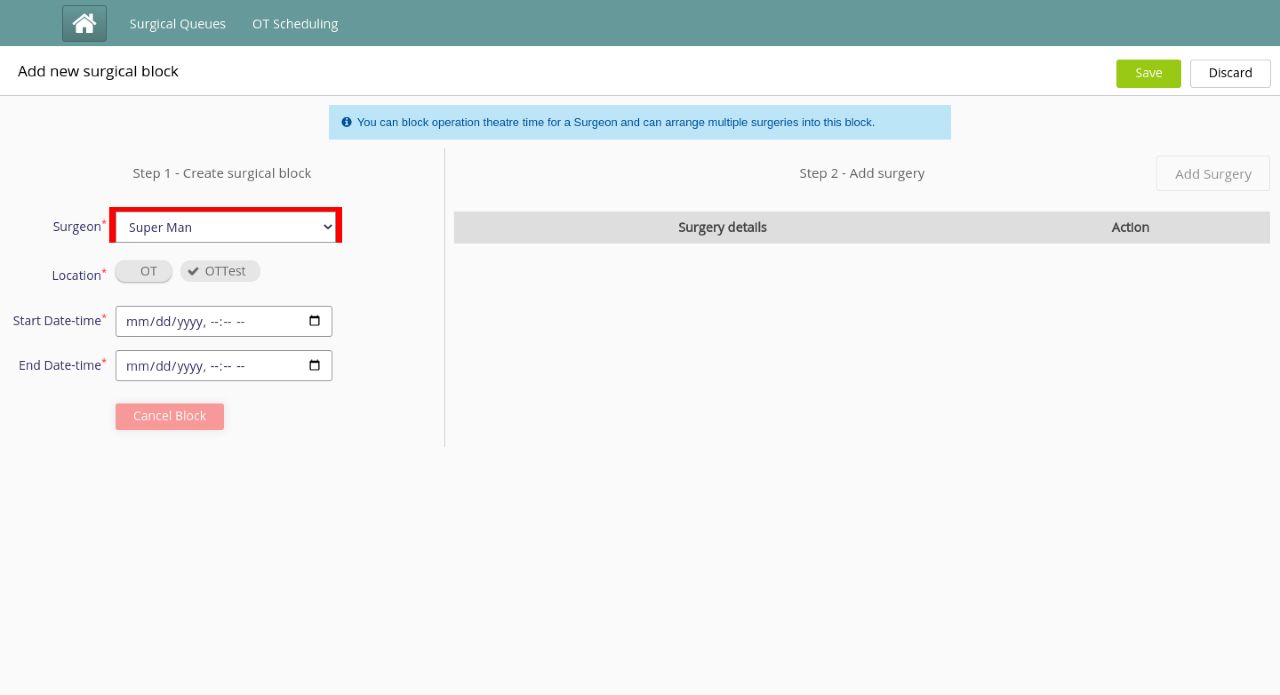 Surgical Queues OT Scheduling
Add new surgical block Save Discard
You can block operation theatre time for a Surgeon and can arrange multiple surgeries into this block.
Step 1 - Create surgical block
Surgeon* Super Man
Location* OT OTTest
Start Date-time* mm/dd/yyyy, --:-- --
End Date-time* mm/dd/yyyy, --:-- --
Cancel Block
Step 2 - Add surgery Add Surgery
Surgery details Action